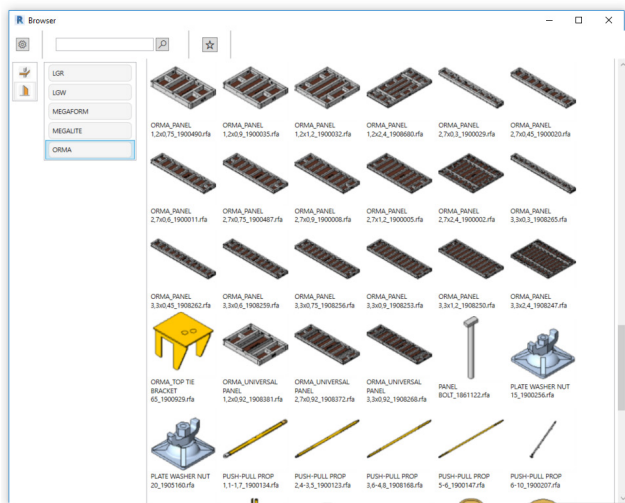 Browser
LGR
LGW
MEGAFORM
MEGALITE
ORMA
ORMA_PANEL
1,2x0,75_1900490.rfa
ORMA_PANEL
1,2x0,9_1900035.rfa
ORMA_PANEL
1,2x1,2_1900032.rfa
ORMA_PANEL
1,2x2,4_1908680.rfa
ORMA_PANEL
2,7x0,3_1900029.rfa
ORMA_PANEL
2,7x0,45_1900020.rfa
ORMA_PANEL
2,7x0,6_1900011.rfa
ORMA_PANEL
2,7x0,75_1900487.rfa
ORMA_PANEL
2,7x0,9_1900008.rfa
ORMA_PANEL
2,7x1,2_1900005.rfa
ORMA_PANEL
2,7x2,4_1900002.rfa
ORMA_PANEL
3,3x0,3_1908265.rfa
ORMA_PANEL
3,3x0,45_1908262.rfa
ORMA_PANEL
3,3x0,6_1908259.rfa
ORMA_PANEL
3,3x0,75_1908256.rfa
ORMA_PANEL
3,3x0,9_1908253.rfa
ORMA_PANEL
3,3x1,2_1908250.rfa
ORMA_PANEL
3,3x2,4_1908247.rfa
ORMA_TOP TIE
BRACKET
65_1900929.rfa
ORMA_UNIVERSAL
PANEL
1,2x0,92_1908381.rfa
ORMA_UNIVERSAL
PANEL
2,7x0,92_1908372.rfa
ORMA_UNIVERSAL
PANEL
3,3x0,92_1908268.rfa
PANEL
BOLT_1861122.rfa
PLATE WASHER NUT
15_1900256.rfa
PLATE WASHER NUT
20_1905160.rfa
PUSH-PULL PROP
1,1-1,7_1900134.rfa
PUSH-PULL PROP
2,4-3,5_1900123.rfa
PUSH-PULL PROP
3,6-4,8_1908168.rfa
PUSH-PULL PROP
5-6_1900147.rfa
PUSH-PULL PROP
6-10_1900207.rfa